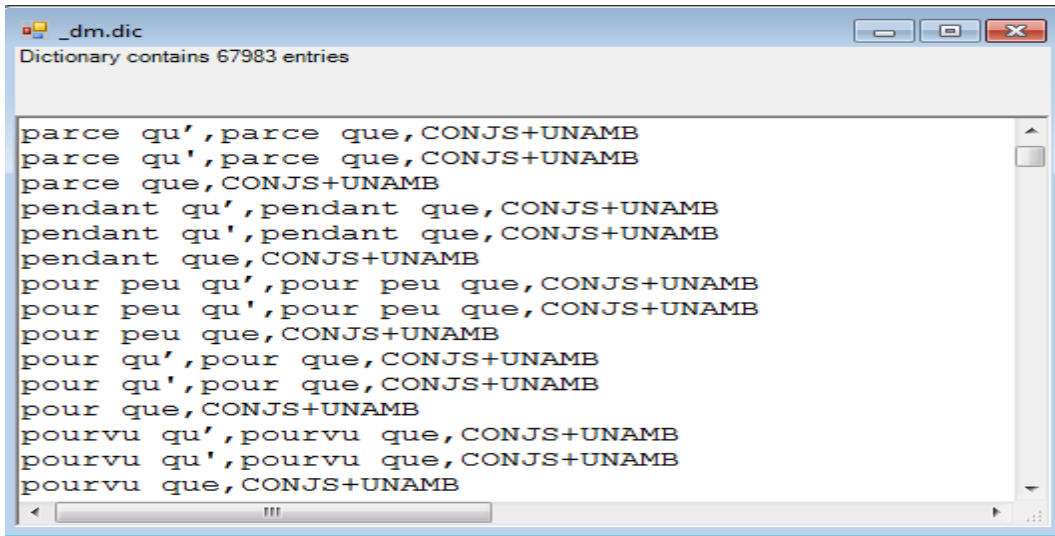 _dm.dic
Dictionary contains 67983 entries
parce qu’,parce que,CONJS+UNAMB
parce qu',parce que,CONJS+UNAMB
parce que,CONJS+UNAMB
pendant qu’,pendant que,CONJS+UNAMB
pendant qu',pendant que,CONJS+UNAMB
pendant que,CONJS+UNAMB
pour peu qu’,pour peu que,CONJS+UNAMB
pour peu qu',pour peu que,CONJS+UNAMB
pour peu que,CONJS+UNAMB
pour qu’,pour que,CONJS+UNAMB
pour qu',pour que,CONJS+UNAMB
pour que,CONJS+UNAMB
pourvu qu’,pourvu que,CONJS+UNAMB
pourvu qu',pourvu que,CONJS+UNAMB
pourvu que,CONJS+UNAMB